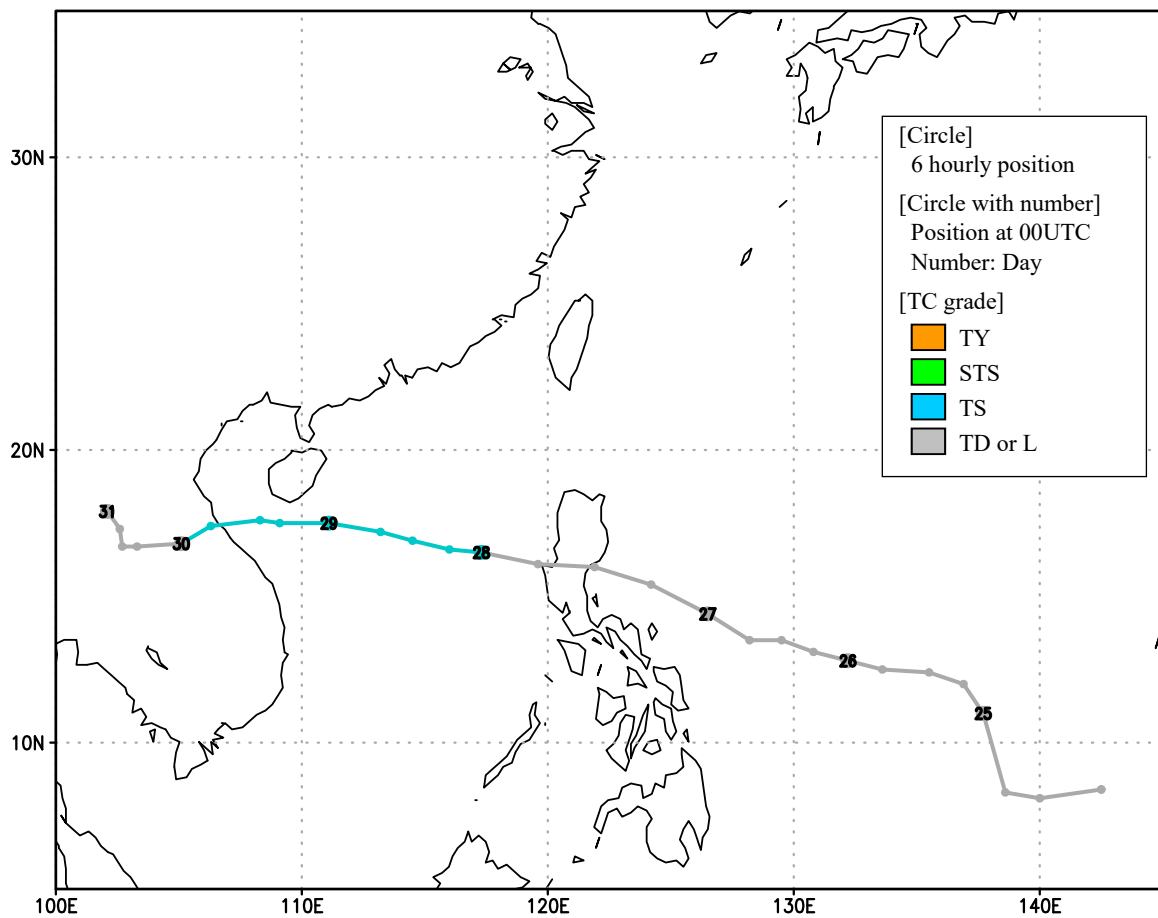 30N
20N
10N
100E
110E
120E
130E
140E
[Circle]
6 hourly position
[Circle with number]
Position at 00UTC
Number: Day
[TC grade]
TY
STS
TS
TD or L
31
30
29
28
27
26
25